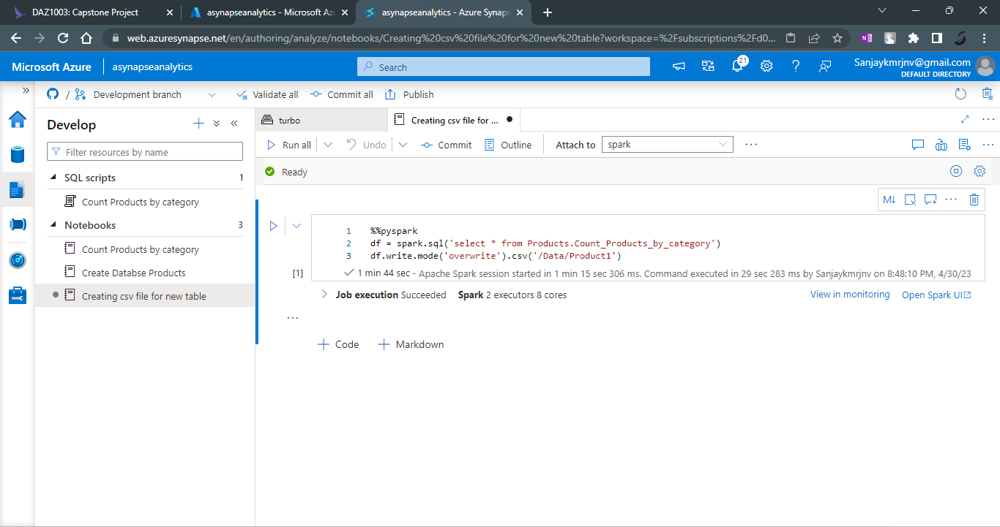 DAZ1003: Capstone Project
asynapseanalytics - Microsoft Az
asynapseanalytics - Azure Synaps
web.azuresynapse.net/en/authoring/analyze/notebooks/Creating%20csv%20file%20for%20new%20table?workspace=%2Fsubscriptions%2Fd0...
Microsoft Azure
asynapseanalytics
Search
21
Sanjaykmrjnv@gmail.com
DEFAULT DIRECTORY
/ Development branch
Validate all
Commit all
Publish
Develop
turbo
Creating csv file for ...
Run all
Undo
Commit
Outline
Attach to
spark
Filter resources by name
Ready
SQL scripts 1
Count Products by category
Notebooks 3
Count Products by category
Create Databse Products
Creating csv file for new table
M↓
1 %%pyspark
2 df = spark.sql('select * from Products.Count_Products_by_category')
3 df.write.mode('overwrite').csv('/Data/Product1')
[1]
1 min 44 sec - Apache Spark session started in 1 min 15 sec 306 ms. Command executed in 29 sec 283 ms by Sanjaykmrjnv on 8:48:10 PM, 4/30/23
Job execution Succeeded Spark 2 executors 8 cores
View in monitoring
Open Spark UI
Code
Markdown